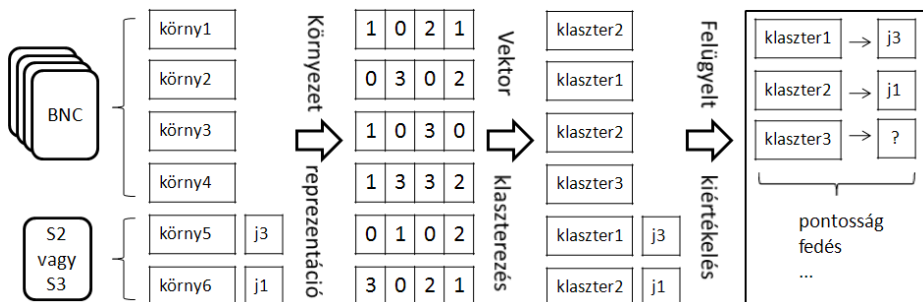 BNC
S2
vagy
S3
körny1
körny2
körny3
körny4
körny5 j3
körny6 j1
Környezet reprezentáció
1 0 2 1
0 3 0 2
1 0 3 0
1 3 3 2
0 1 0 2
3 0 2 1
Vektor klaszterezés
klaszter2
klaszter1
klaszter2
klaszter3
klaszter1 j3
klaszter2 j1
Felügyelt kiértékelés
klaszter1 → j3
klaszter2 → j1
klaszter3 → ?
pontosság
fedés
...